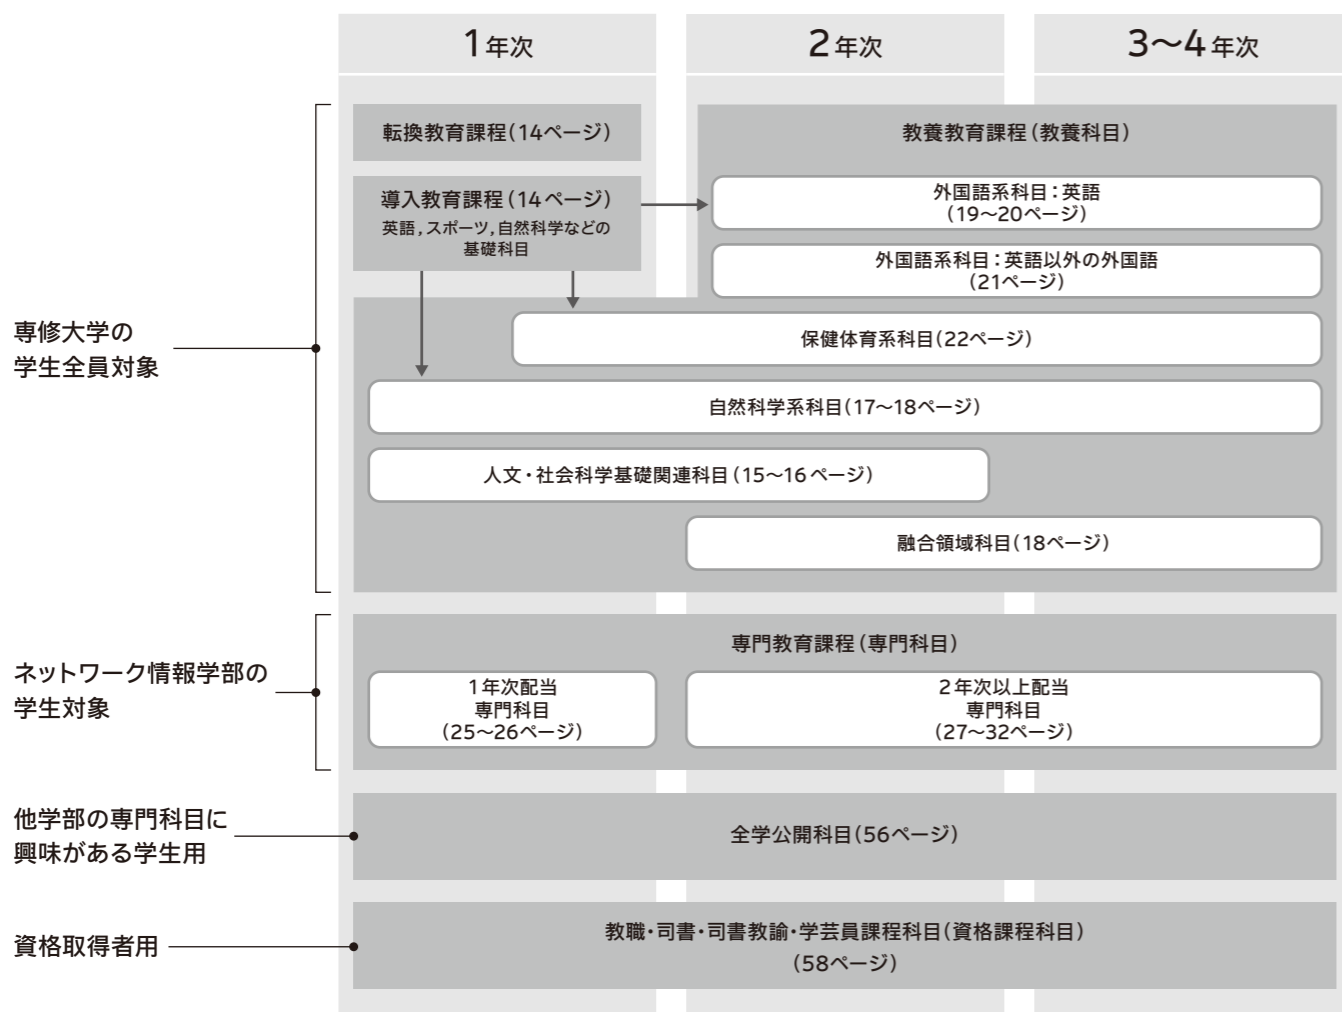 1年次
2年次
3〜4年次
専修大学の
学生全員対象
転換教育課程(14ページ)
導入教育課程(14ページ)
英語,スポーツ,自然科学などの
基礎科目
教養教育課程(教養科目)
外国語系科目:英語
(19〜20ページ)
外国語系科目:英語以外の外国語
(21ページ)
保健体育系科目(22ページ)
自然科学系科目(17〜18ページ)
人文・社会科学基礎関連科目(15〜16ページ)
融合領域科目(18ページ)
ネットワーク情報学部の
学生対象
専門教育課程(専門科目)
1年次配当
専門科目
(25〜26ページ)
2年次以上配当
専門科目
(27〜32ページ)
他学部の専門科目に
興味がある学生用
全学公開科目(56ページ)
資格取得者用
教職・司書・司書教諭・学芸員課程科目(資格課程科目)
(58ページ)